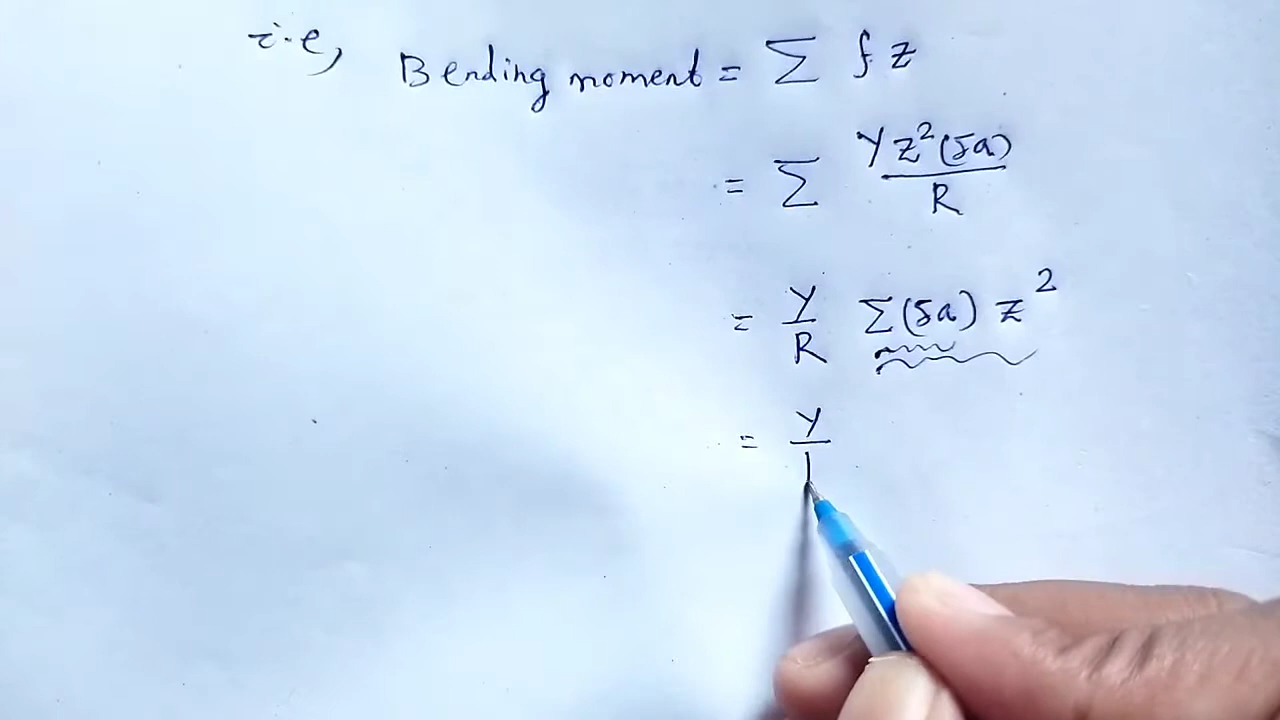 i.e, Bending moment = Σ f z
= Σ Y z² (δa) / R
= Y / R Σ (δa) z²
= Y /